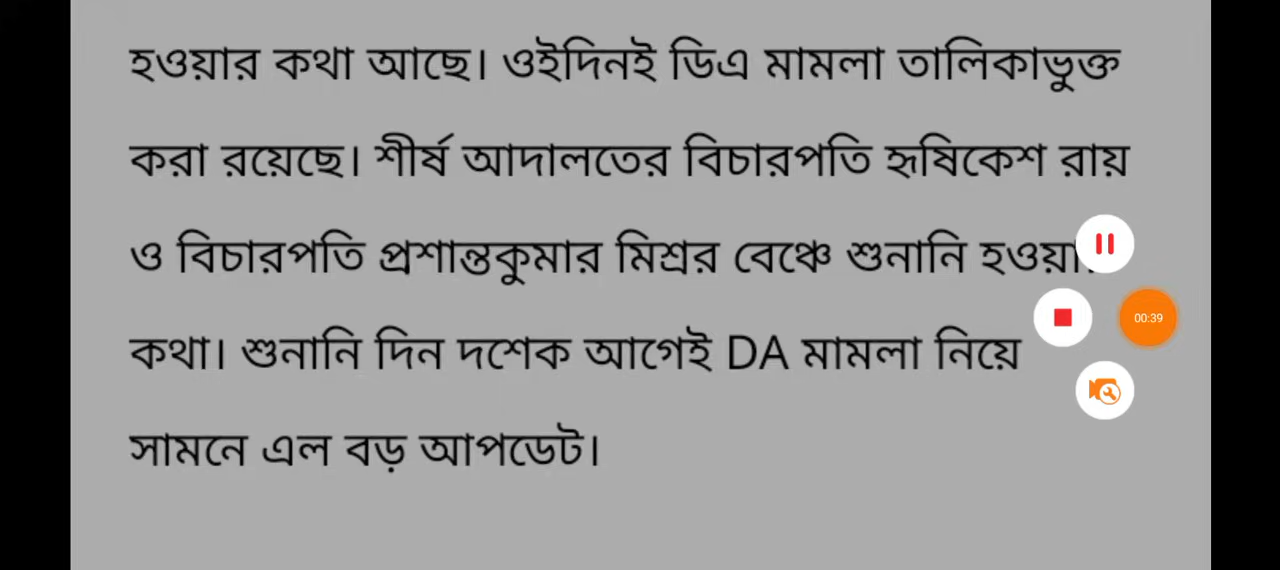 হওয়ার কথা আছে। ওইদিনই ডিএ মামলা তালিকাভুক্ত
করা রয়েছে। শীর্ষ আদালতের বিচারপতি হৃষিকেশ রায়
ও বিচারপতি প্রশান্তকুমার মিশ্রর বেঞ্চে শুনানি
কথা। শুনানি দিন দশেক আগেই DA মামলা নিয়ে
সামনে এল বড় আপডেট।
00:39